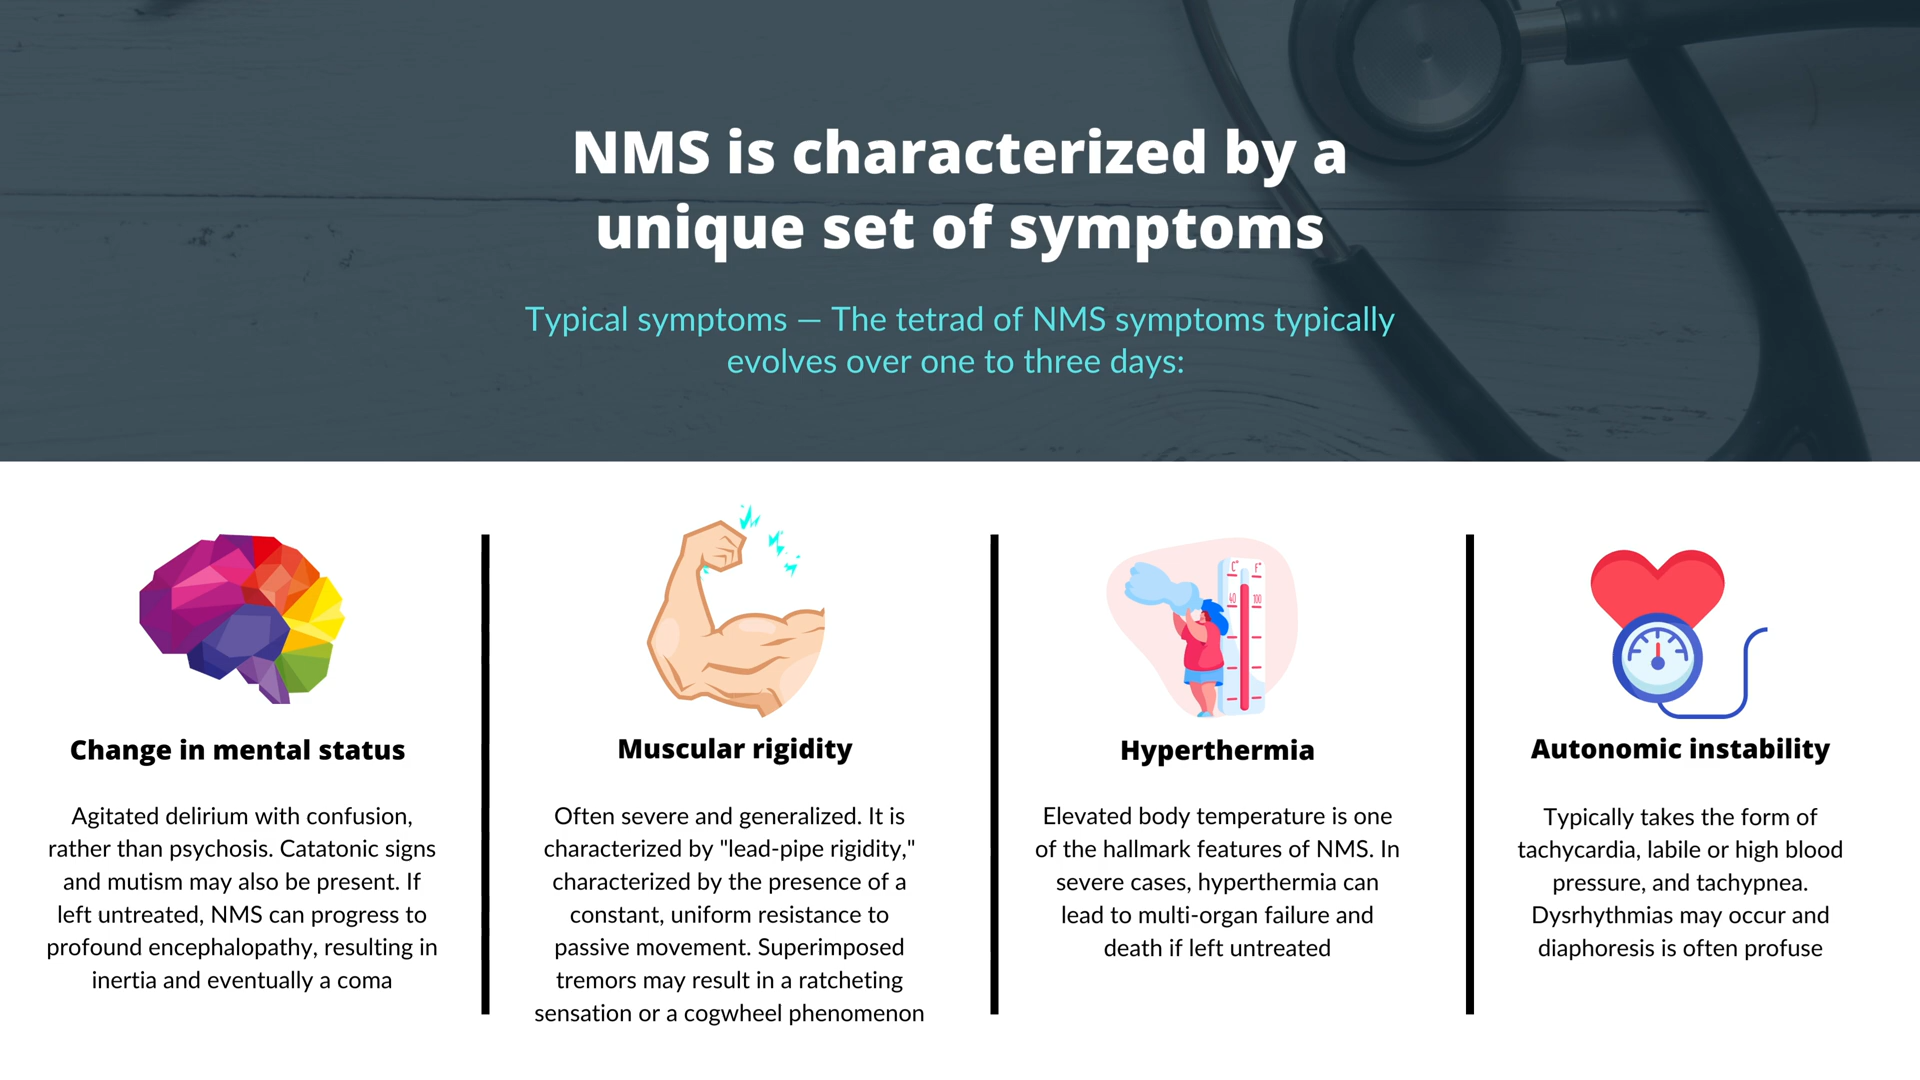 NMS is characterized by a
unique set of symptoms
Typical symptoms — The tetrad of NMS symptoms typically
evolves over one to three days:
C°
F°
40
100
Change in mental status
Agitated delirium with confusion,
rather than psychosis. Catatonic signs
and mutism may also be present. If
left untreated, NMS can progress to
profound encephalopathy, resulting in
inertia and eventually a coma
Muscular rigidity
Often severe and generalized. It is
characterized by "lead-pipe rigidity,"
characterized by the presence of a
constant, uniform resistance to
passive movement. Superimposed
tremors may result in a ratcheting
sensation or a cogwheel phenomenon
Hyperthermia
Elevated body temperature is one
of the hallmark features of NMS. In
severe cases, hyperthermia can
lead to multi-organ failure and
death if left untreated
Autonomic instability
Typically takes the form of
tachycardia, labile or high blood
pressure, and tachypnea.
Dysrhythmias may occur and
diaphoresis is often profuse